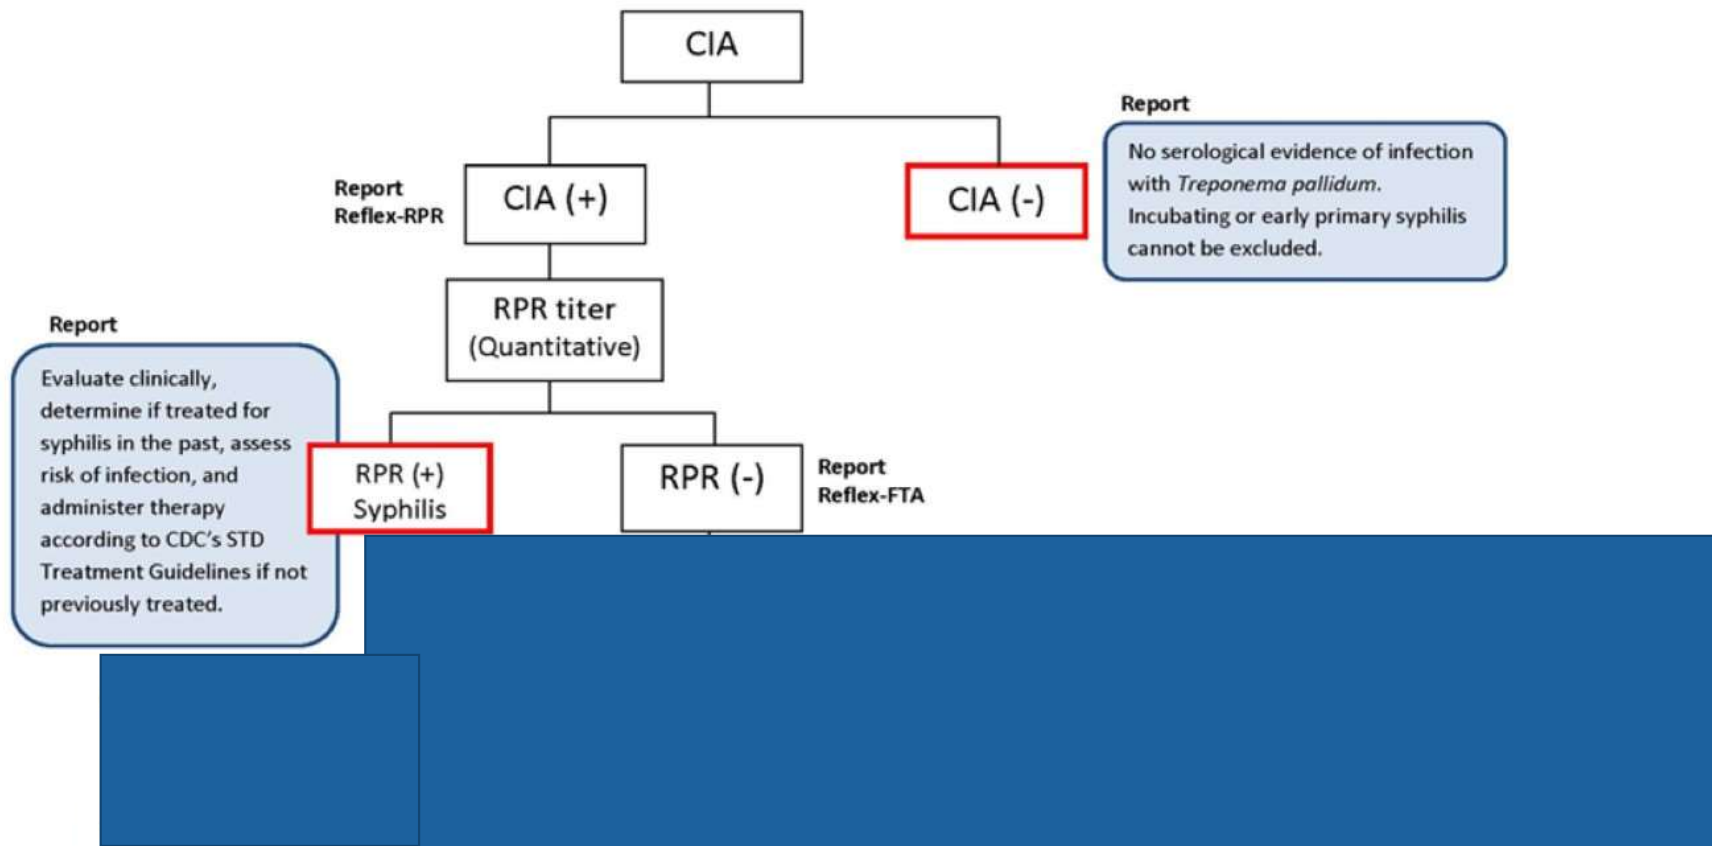 CIA
Report
No serological evidence of infection
with Treponema pallidum.
Incubating or early primary syphilis
cannot be excluded.
CIA (-)
Report
Reflex-RPR
CIA (+)
RPR titer
(Quantitative)
Report
Evaluate clinically,
determine if treated for
syphilis in the past, assess
risk of infection, and
administer therapy
according to CDC's STD
Treatment Guidelines if not
previously treated.
RPR (+)
Syphilis
RPR (-)
Report
Reflex-FTA